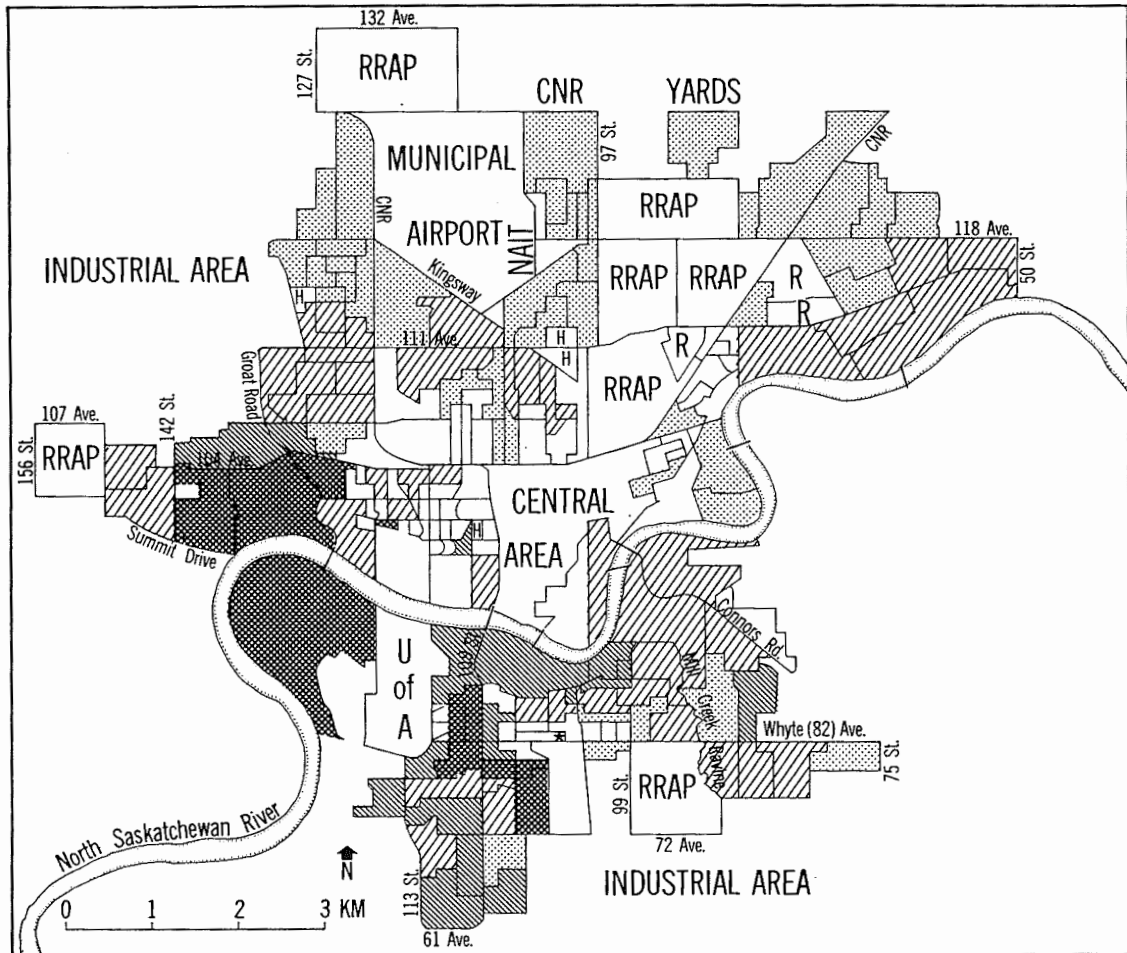 132 Ave.
127 St.
RRAP
CNR
YARDS
97 St.
CNR
MUNICIPAL
AIRPORT
CNR
NAIT
RRAP
118 Ave.
50 St.
INDUSTRIAL AREA
Kingsway
RRAP
RRAP
R
R
H
111 Ave.
H
H
R
Groat Road
RRAP
107 Ave.
142 St.
156 St.
RRAP
104 Ave.
CENTRAL
AREA
H
Summit Drive
Connors Rd.
U
of
A
109 St.
Mill
Creek
Ravine
*
Whyte (82) Ave.
75 St.
99 St.
RRAP
72 Ave.
North Saskatchewan River
N
INDUSTRIAL AREA
113 St.
0 1 2 3 KM
61 Ave.